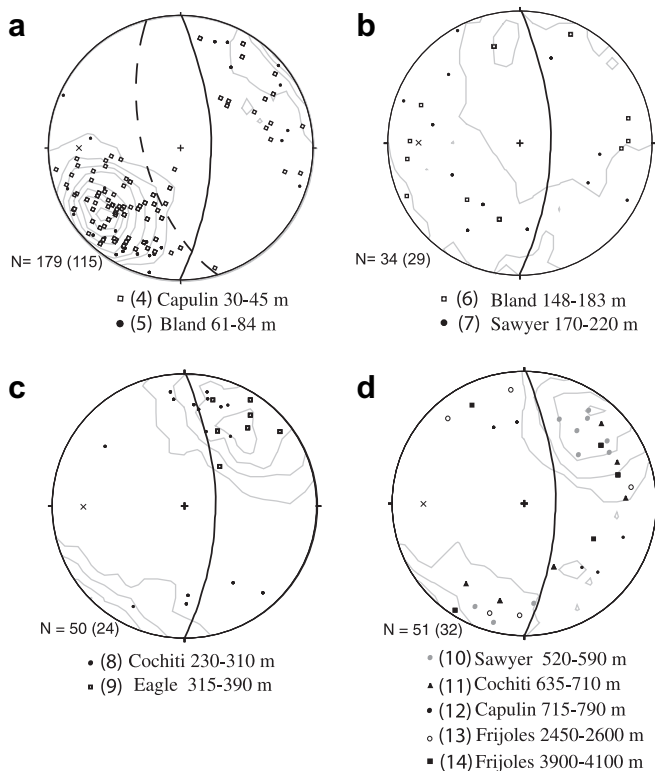 a
N= 179 (115)
(4) Capulin 30-45 m
(5) Bland 61-84 m
b
N= 34 (29)
(6) Bland 148-183 m
(7) Sawyer 170-220 m
c
N = 50 (24)
(8) Cochiti 230-310 m
(9) Eagle 315-390 m
d
N = 51 (32)
(10) Sawyer 520-590 m
(11) Cochiti 635-710 m
(12) Capulin 715-790 m
(13) Frijoles 2450-2600 m
(14) Frijoles 3900-4100 m